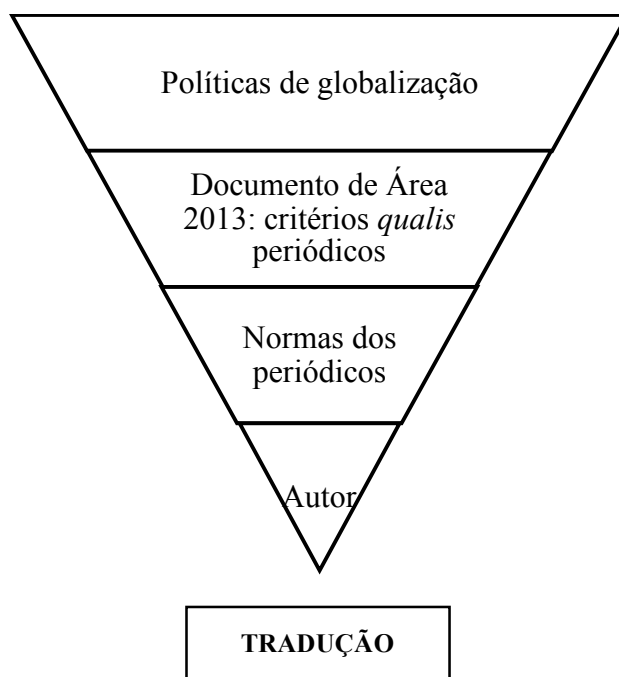 Políticas de globalização
Documento de Área
2013: critérios qualis
periódicos
Normas dos
periódicos
Autor
TRADUÇÃO